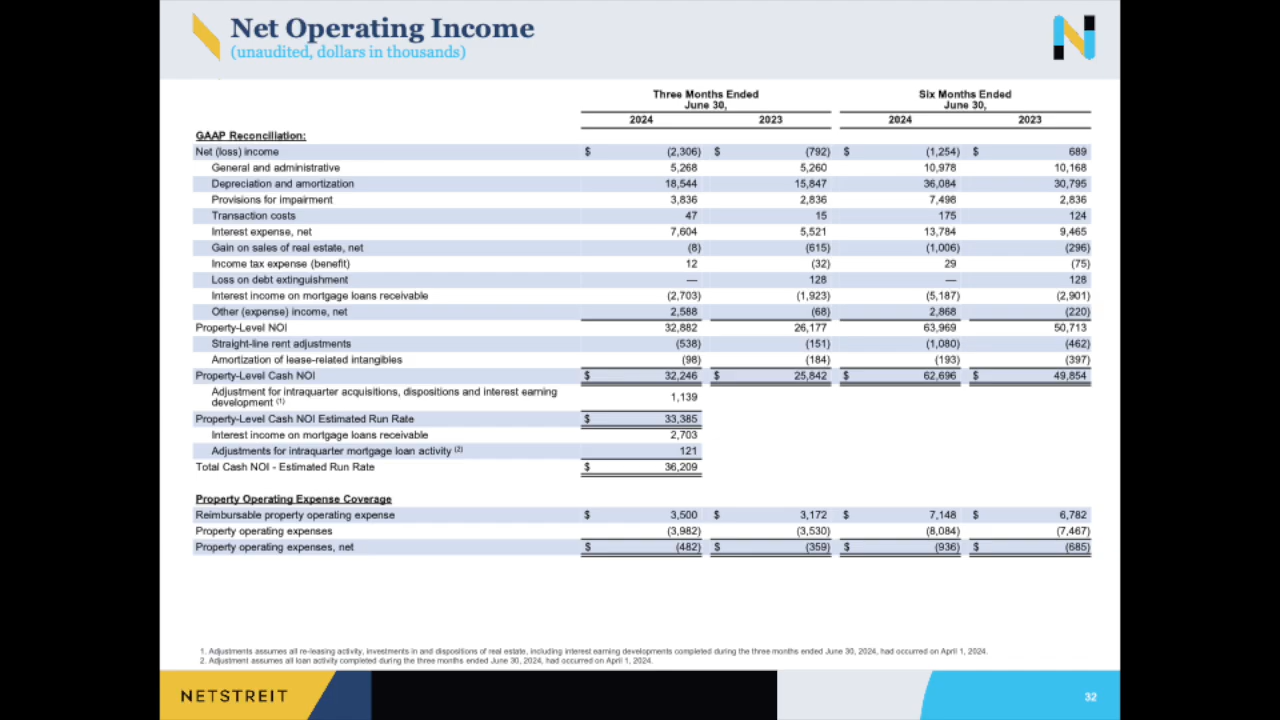 Net Operating Income
(unaudited, dollars in thousands)
Three Months Ended June 30, Six Months Ended June 30,
2024 2023 2024 2023
GAAP Reconciliation:
Net (loss) income $ (2,306) $ (792) $ (1,254) $ 689
General and administrative 5,268 5,260 10,978 10,168
Depreciation and amortization 18,544 15,847 36,084 30,795
Provisions for impairment 3,836 2,836 7,498 2,836
Transaction costs 47 15 175 124
Interest expense, net 7,604 5,521 13,784 9,465
Gain on sales of real estate, net (8) (615) (1,006) (296)
Income tax expense (benefit) 12 (32) 29 (75)
Loss on debt extinguishment — 128 — 128
Interest income on mortgage loans receivable (2,703) (1,923) (5,187) (2,901)
Other (expense) income, net 2,588 (68) 2,868 (220)
Property-Level NOI 32,882 26,177 63,969 50,713
Straight-line rent adjustments (538) (151) (1,080) (462)
Amortization of lease-related intangibles (98) (184) (193) (397)
Property-Level Cash NOI $ 32,246 $ 25,842 $ 62,696 $ 49,854
Adjustment for intraquarter acquisitions, dispositions and interest earning
development (1) 1,139
Property-Level Cash NOI Estimated Run Rate $ 33,385
Interest income on mortgage loans receivable 2,703
Adjustments for intraquarter mortgage loan activity (2) 121
Total Cash NOI - Estimated Run Rate $ 36,209
Property Operating Expense Coverage
Reimbursable property operating expense $ 3,500 $ 3,172 $ 7,148 $ 6,782
Property operating expenses (3,982) (3,530) (8,084) (7,467)
Property operating expenses, net $ (482) $ (359) $ (936) $ (685)
1. Adjustments assumes all re-leasing activity, investments in and dispositions of real estate, including interest earning developments completed during the three months ended June 30, 2024, had occurred on April 1, 2024.
2. Adjustment assumes all loan activity completed during the three months ended June 30, 2024, had occurred on April 1, 2024.
NETSTREIT
32